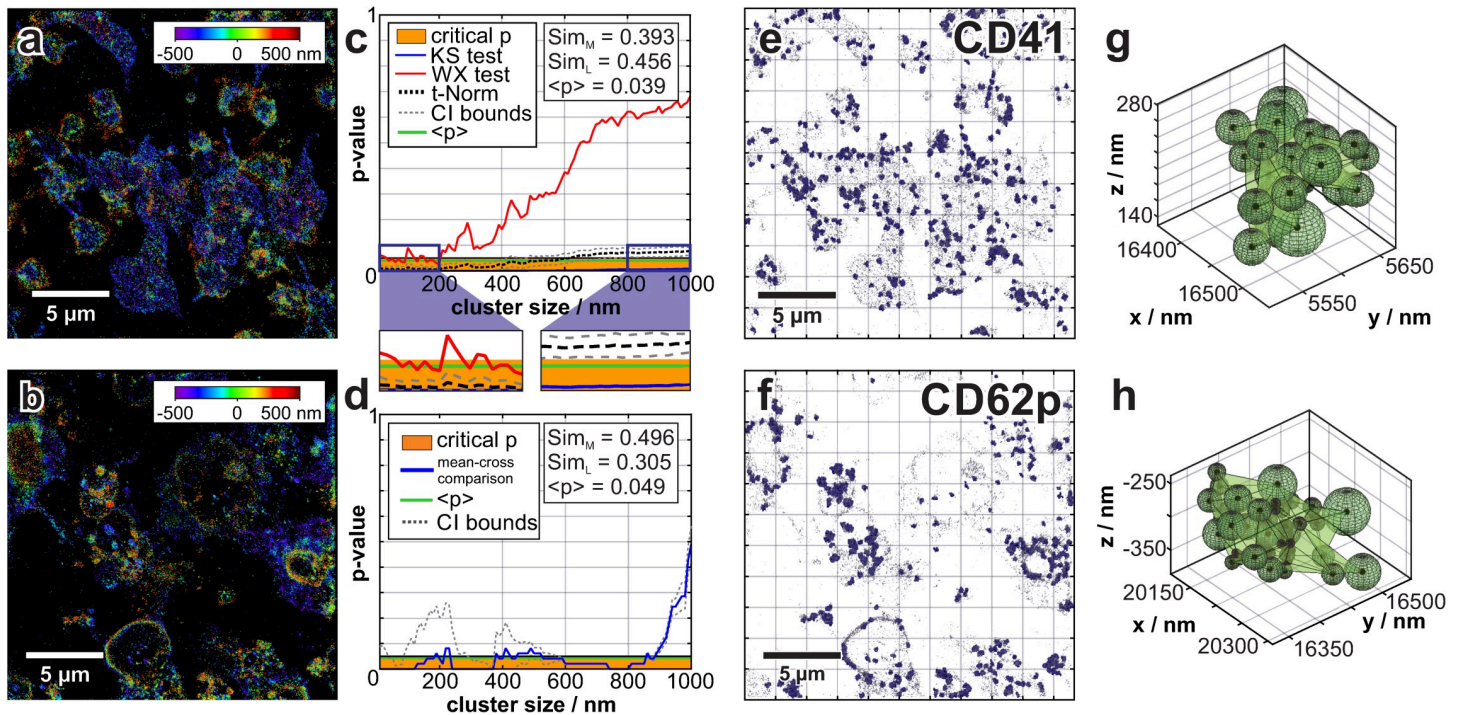 a
-500 0 500 nm
5 µm
b
-500 0 500 nm
5 µm
c
1
critical p
KS test
WX test
t-Norm
CI bounds
<p>
Sim_M = 0.393
Sim_L = 0.456
<p> = 0.039
p-value
0
200 400 600 800 1000
cluster size / nm
d
1
critical p
mean-cross
comparison
<p>
CI bounds
Sim_M = 0.496
Sim_L = 0.305
<p> = 0.049
p-value
0
200 400 600 800 1000
cluster size / nm
e
CD41
5 µm
f
CD62p
5 µm
g
280
z / nm
140
16400
16500
x / nm
5550
5650
y / nm
h
-250
z / nm
-350
20150
x / nm
20300
16350
y / nm
16500